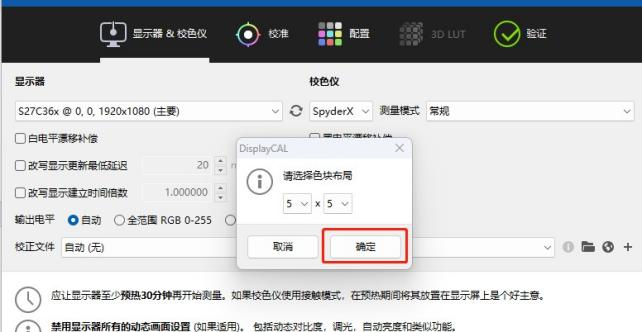 显示器 & 校色仪
校准
配置
3D LUT
验证
显示器
校色仪
S27C36x @ 0, 0, 1920x1080 (主要)
SpyderX
测量模式
常规
白电平漂移补偿
改写显示更新最低延迟
20
改写显示建立时间倍数
1.000000
DisplayCAL
请选择色块布局
5 x 5
取消
确定
输出电平
自动
全范围 RGB 0-255
校正文件
自动 (无)
应让显示器至少预热30分钟再开始测量。如果校色仪使用接触模式，在预热期间将其放置在显示屏上是个好主意。
禁用显示器所有的动态画面设置 (如果适用)。 包括动态对比度，调光，自动亮度和类似功能。